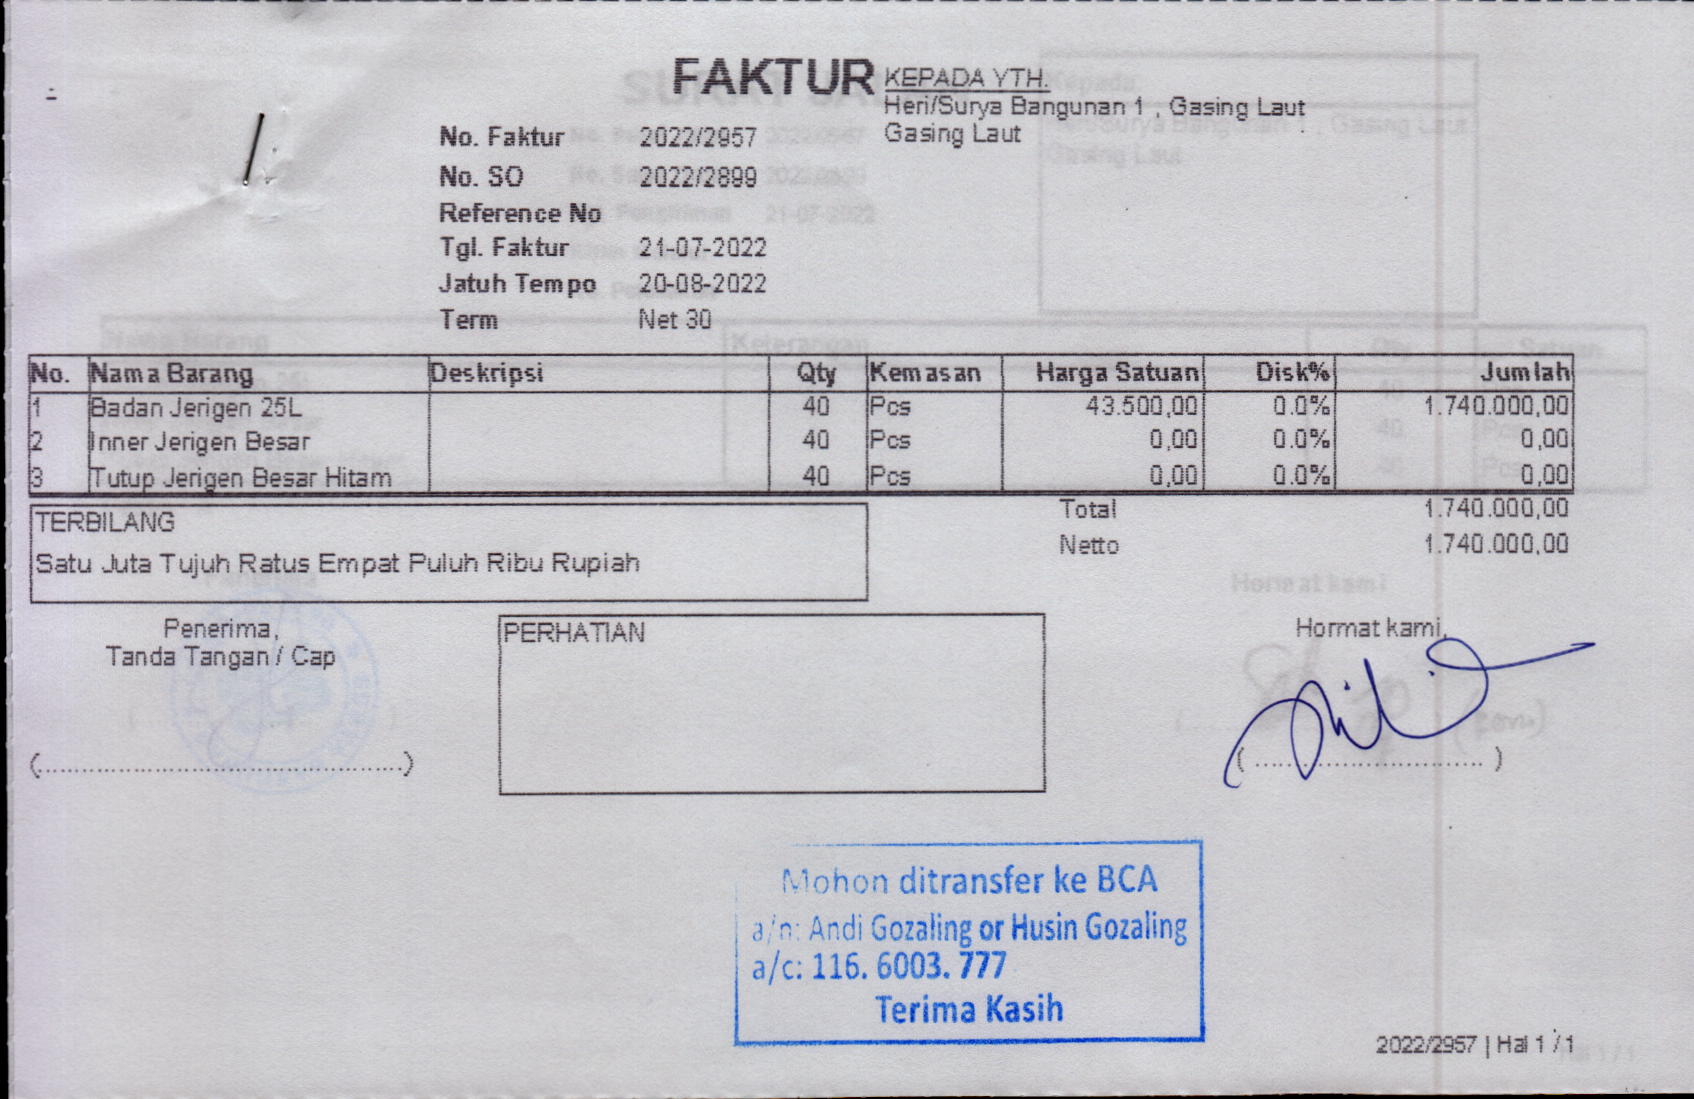 FAKTUR
KEPADA YTH.
Heri/Surya Bangunan 1 , Gasing Laut
Gasing Laut
No. Faktur 2022/2957
No. SO 2022/2899
Reference No
Tgl. Faktur 21-07-2022
Jatuh Tempo 20-08-2022
Term Net 30
No. Nama Barang Deskripsi Qty Kemasan Harga Satuan Disk% Jumlah
1 Badan Jerigen 25L 40 Pcs 43.500,00 0.0% 1.740.000,00
2 Inner Jerigen Besar 40 Pcs 0,00 0.0% 0,00
3 Tutup Jerigen Besar Hitam 40 Pcs 0,00 0.0% 0,00
Total 1.740.000,00
Netto 1.740.000,00
TERBILANG
Satu Juta Tujuh Ratus Empat Puluh Ribu Rupiah
Penerima,
Tanda Tangan / Cap
(..................................................)
PERHATIAN
Hormat kami,
( ............................... )
Mohon ditransfer ke BCA
a/n: Andi Gozaling or Husin Gozaling
a/c: 116. 6003. 777
Terima Kasih
2022/2957 | Hal 1 / 1